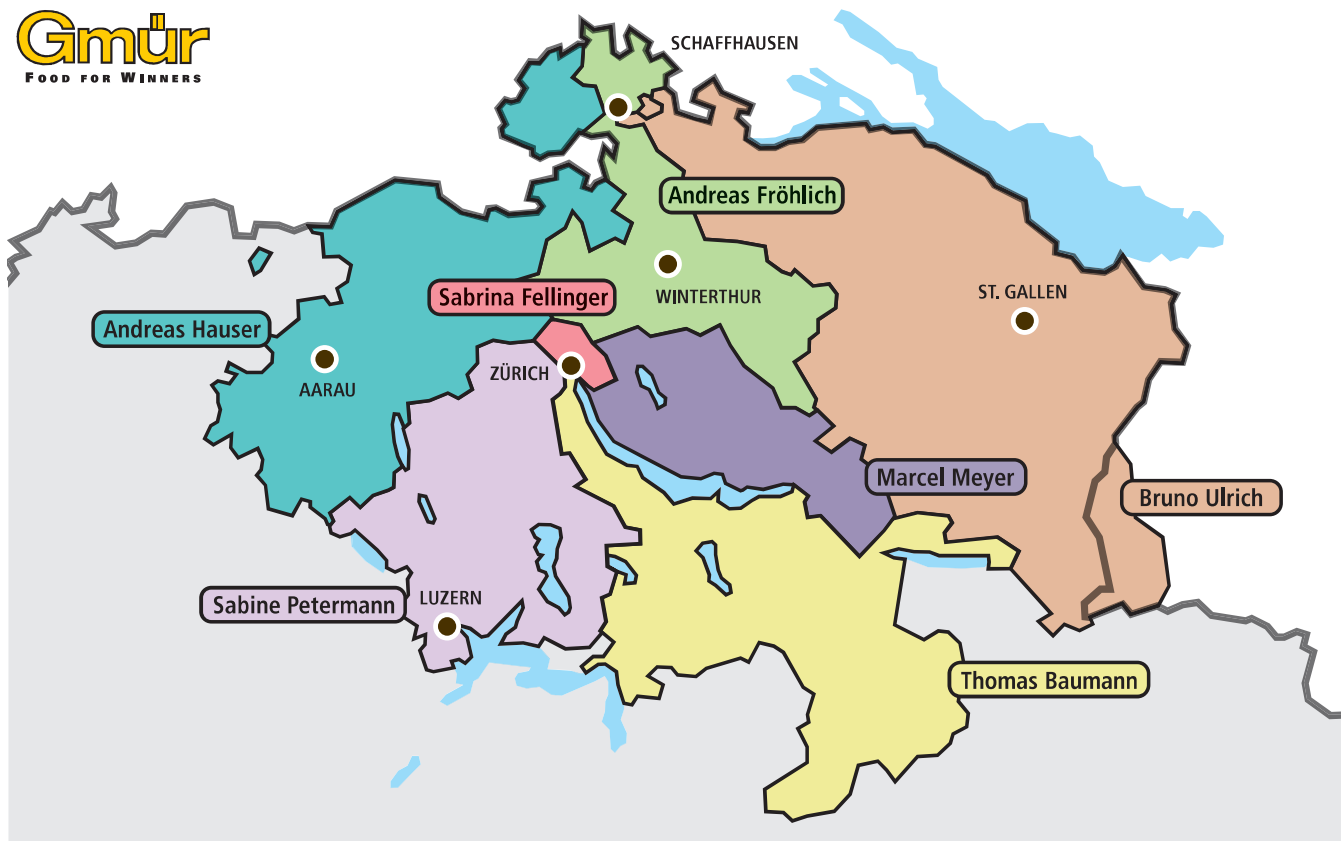 Gmür
FOOD FOR WINNERS
SCHAFFHAUSEN
Andreas Fröhlich
WINTERTHUR
Sabrina Fellinger
ST. GALLEN
Andreas Hauser
AARAU
ZÜRICH
Marcel Meyer
Bruno Ulrich
Sabine Petermann
LUZERN
Thomas Baumann